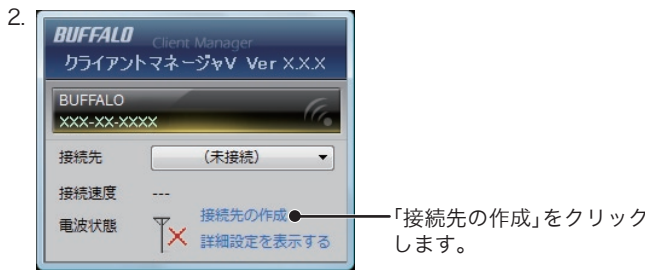 2.
BUFFALO Client Manager
クライアントマネージャV Ver X.X.X
BUFFALO
XXX-XX-XXXX
接続先 (未接続)
接続速度 ---
電波状態
接続先の作成
詳細設定を表示する
「接続先の作成」をクリック
します。